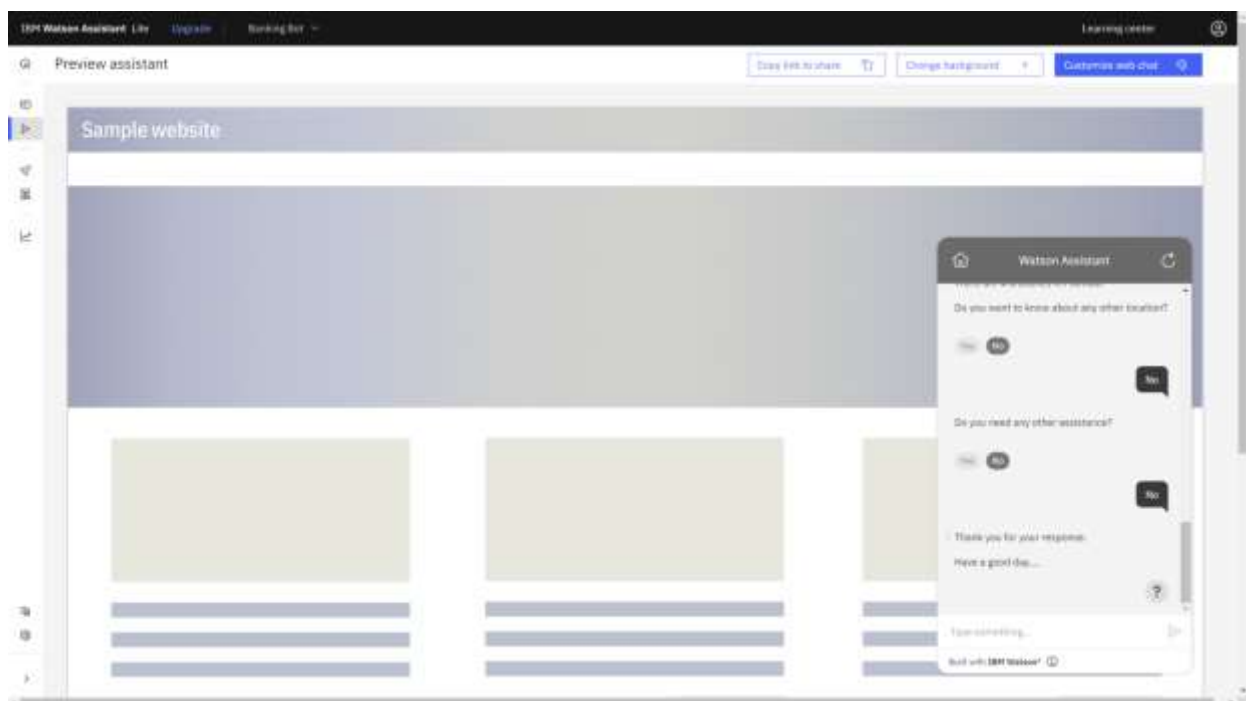 IBM Watson Assistant Lite Upgrade Banking Bot Learning center
Preview assistant Copy link to share Change background Customize web chat
Sample website
Watson Assistant
Do you want to know about any other location?
Yes No
No
Do you need any other assistance?
Yes No
No
Thank you for your response.
Have a good day....
?
Type something...
Built with IBM Watson®